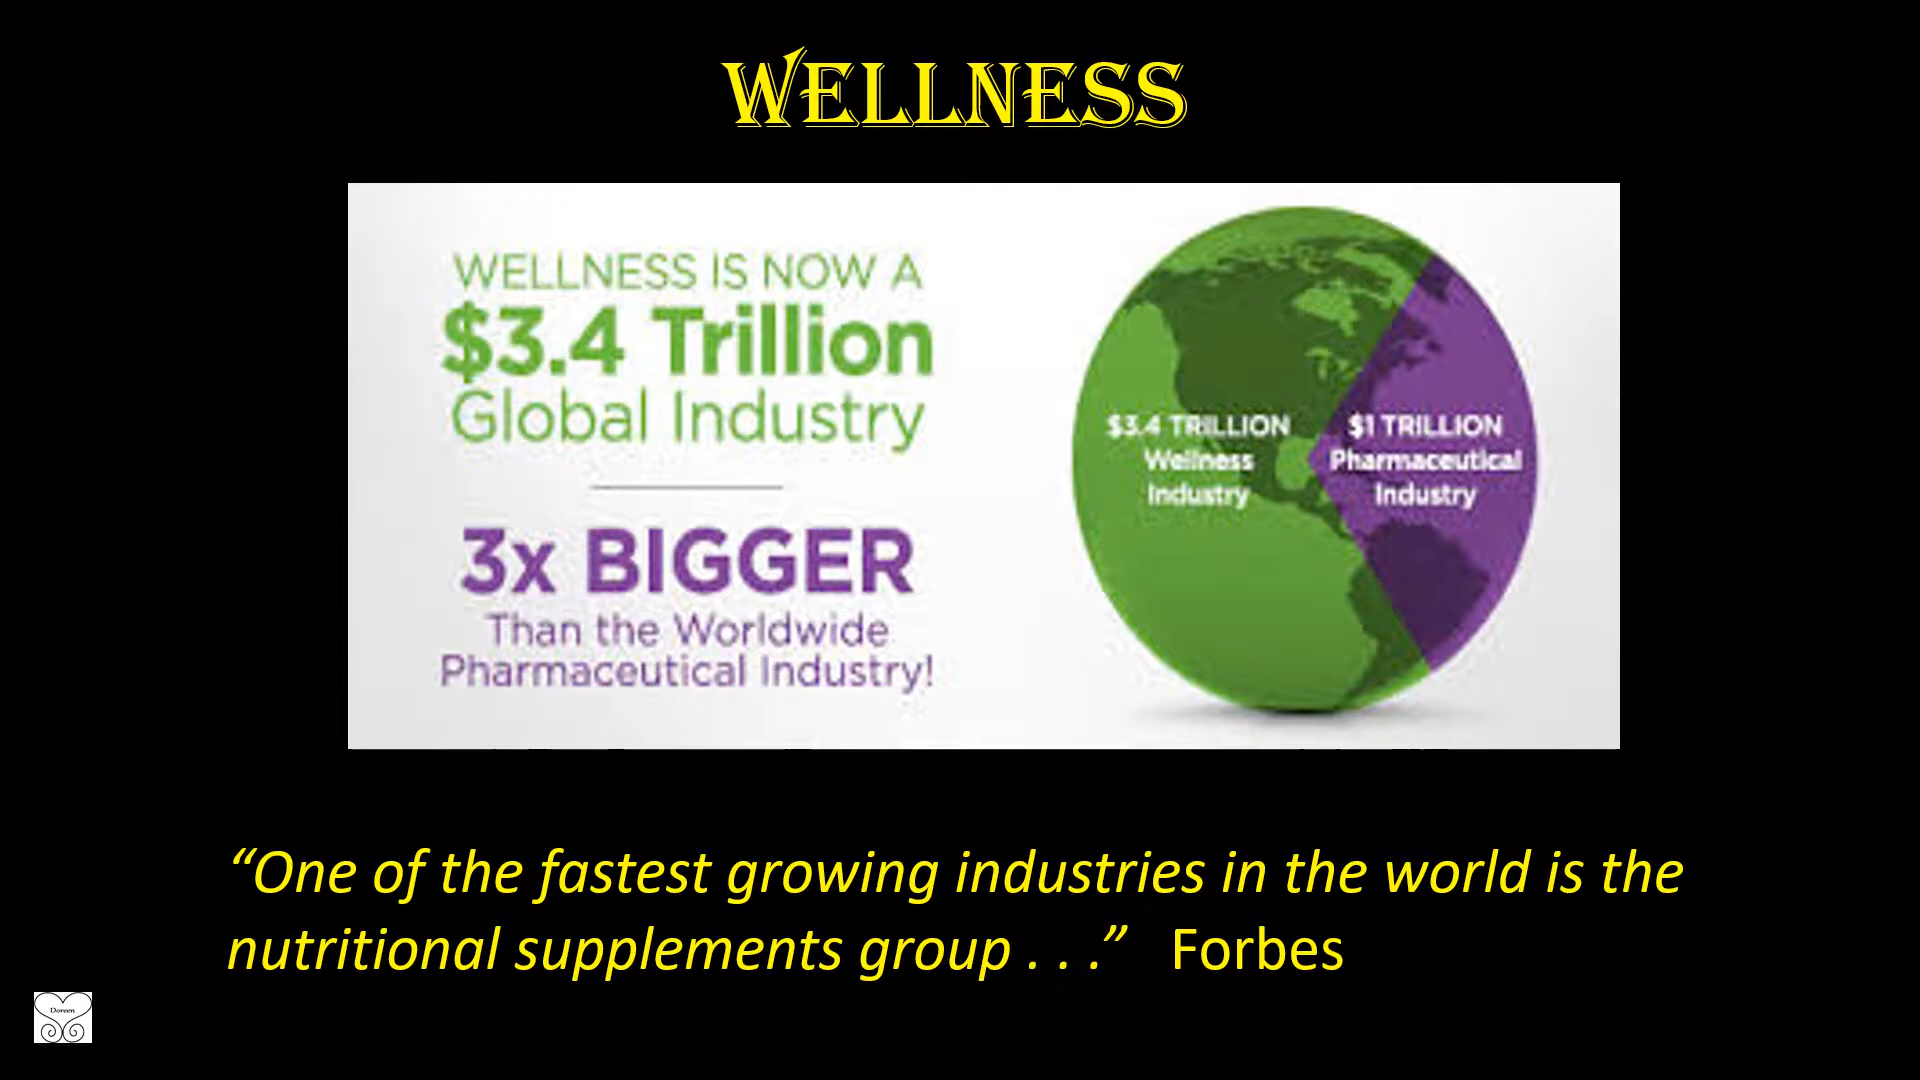 WELLNESS
WELLNESS IS NOW A
$3.4 Trillion
Global Industry
3x BIGGER
Than the Worldwide
Pharmaceutical Industry!
$3.4 TRILLION
Wellness
Industry
$1 TRILLION
Pharmaceutical
Industry
“One of the fastest growing industries in the world is the
nutritional supplements group . . .” Forbes
Doreen